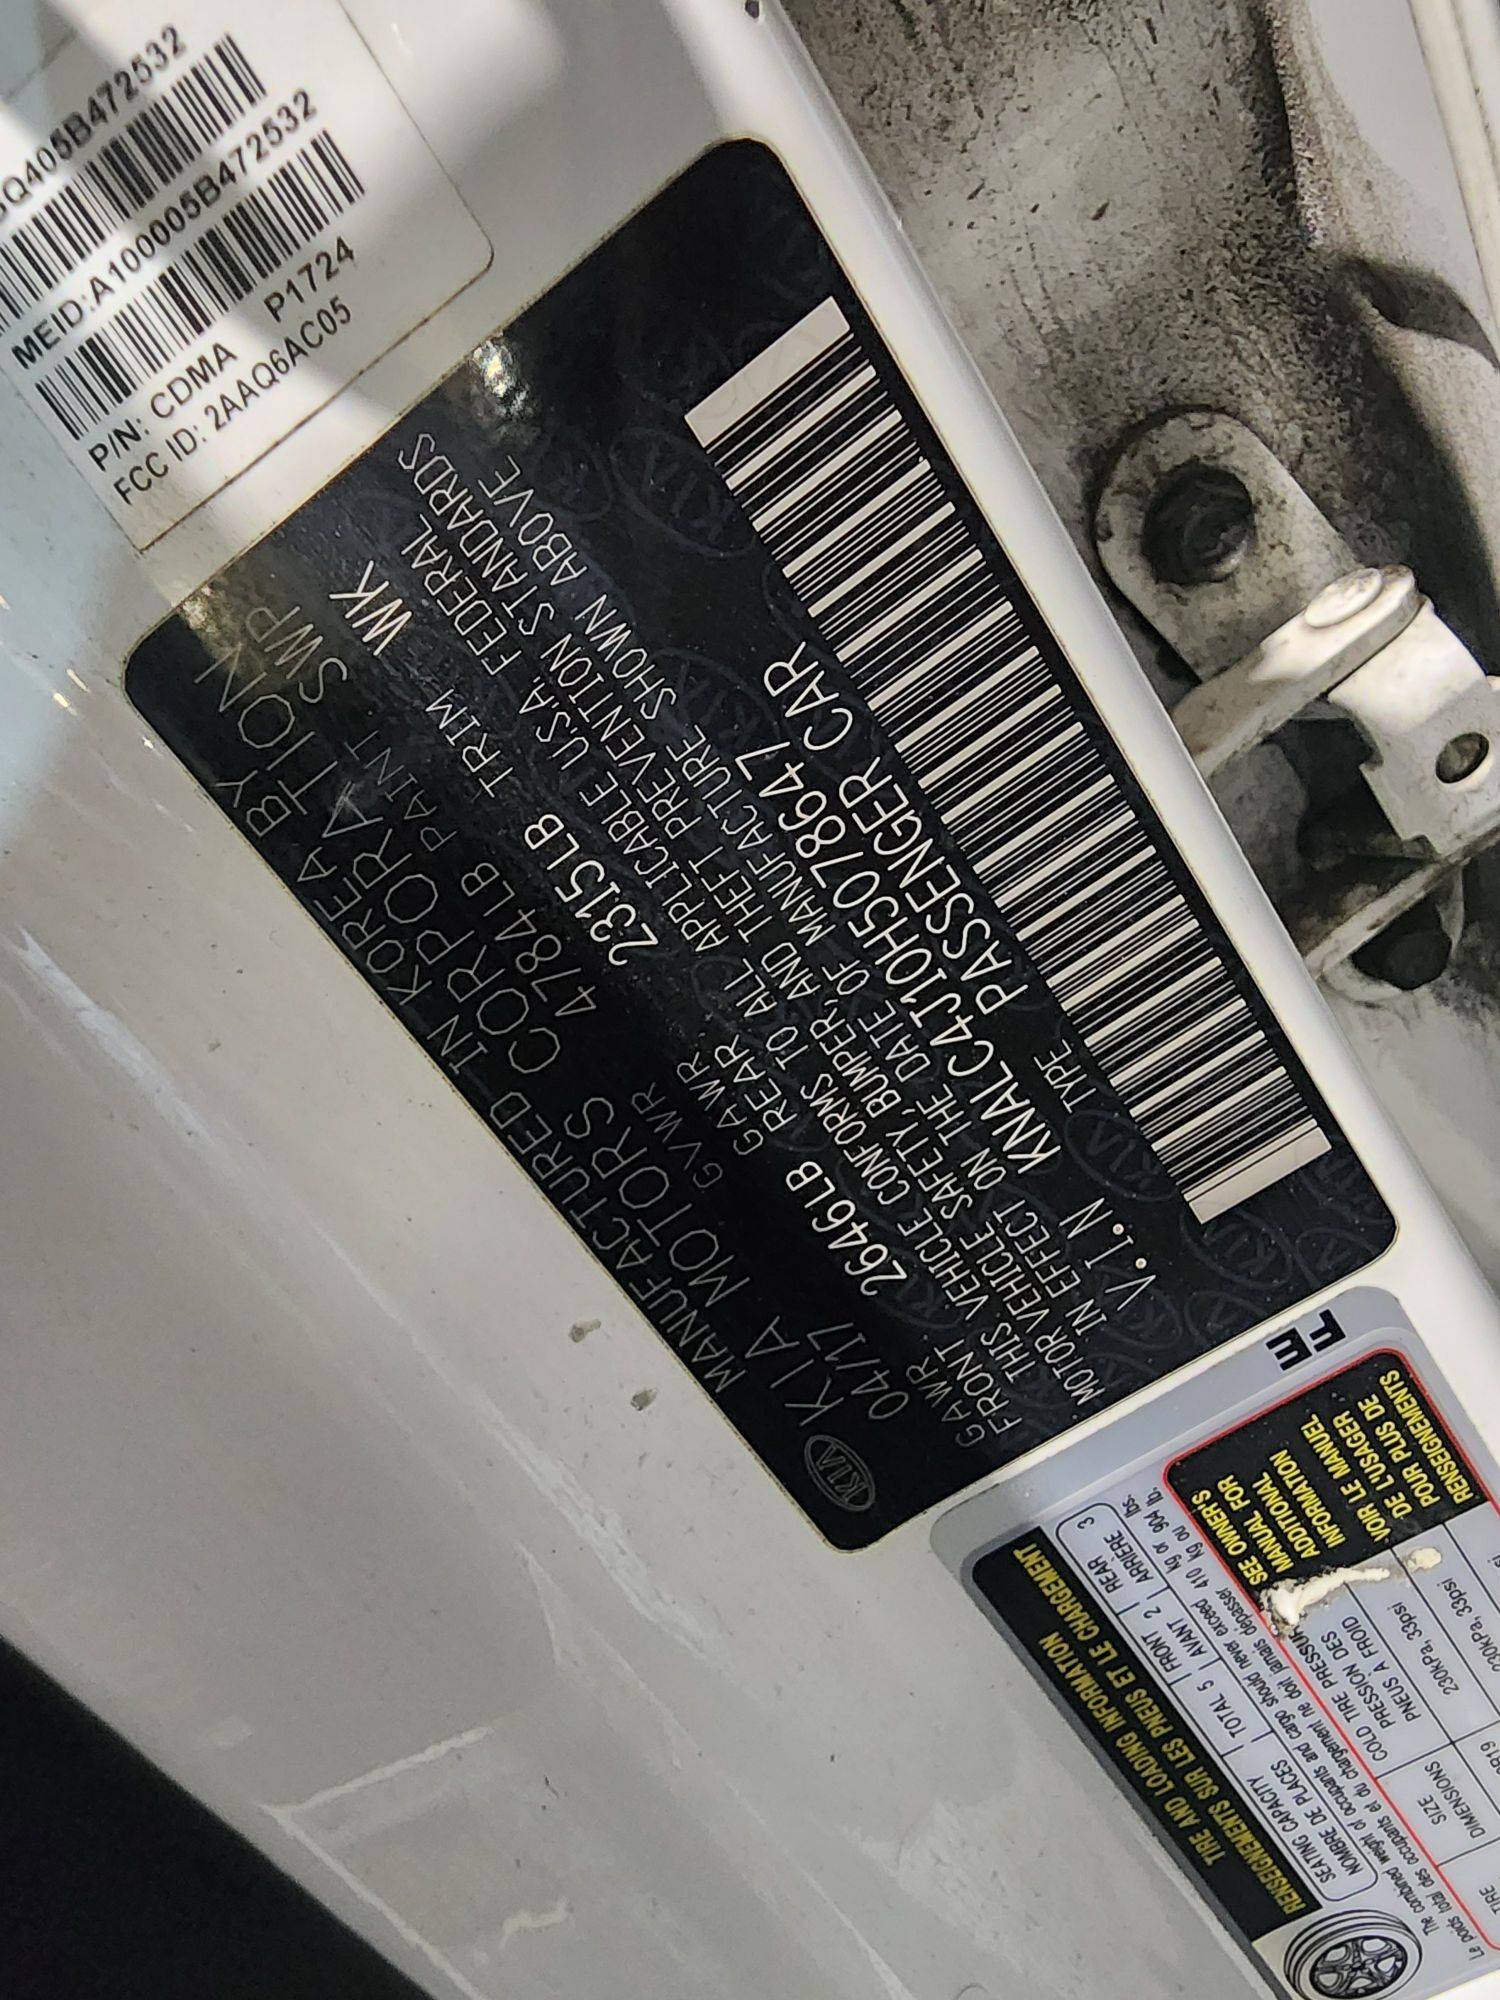 Q405B472532
MEID:A100005B472532
P/N: CDMA P1724
FCC ID: 2AAQ6AC05
MANUFACTURED IN KOREA BY
KIA MOTORS CORPORATION
04/17 GVWR 4784LB PAINT SWP
GAWR FRONT 2646LB GAWR REAR 2315LB TRIM WK
THIS VEHICLE CONFORMS TO ALL APPLICABLE U.S.A. FEDERAL
MOTOR VEHICLE SAFETY, BUMPER, AND THEFT PREVENTION STANDARDS
IN EFFECT ON THE DATE OF MANUFACTURE SHOWN ABOVE
V.I.N KNALC4J10H5078647
TYPE PASSENGER CAR
KIA
TIRE AND LOADING INFORMATION
RENSEIGNEMENTS SUR LES PNEUS ET LE CHARGEMENT
SEATING CAPACITY
NOMBRE DE PLACES
TOTAL 5
FRONT
AVANT 2
REAR
ARRIÈRE 3
The combined weight of occupants and cargo should never exceed 410 kg or 904 lb.
Le poids total des occupants et du chargement ne doit jamais dépasser 410 kg ou 904 lbs.
TIRE
SIZE
DIMENSIONS
COLD TIRE PRESSUR
PRESSION DES
PNEUS A FROID
230kPa, 33psi
230kPa, 33psi
SEE OWNER'S
MANUAL FOR
ADDITIONAL
INFORMATION
VOIR LE MANUEL
DE L'USAGER
POUR PLUS DE
RENSEIGNEMENTS
FE